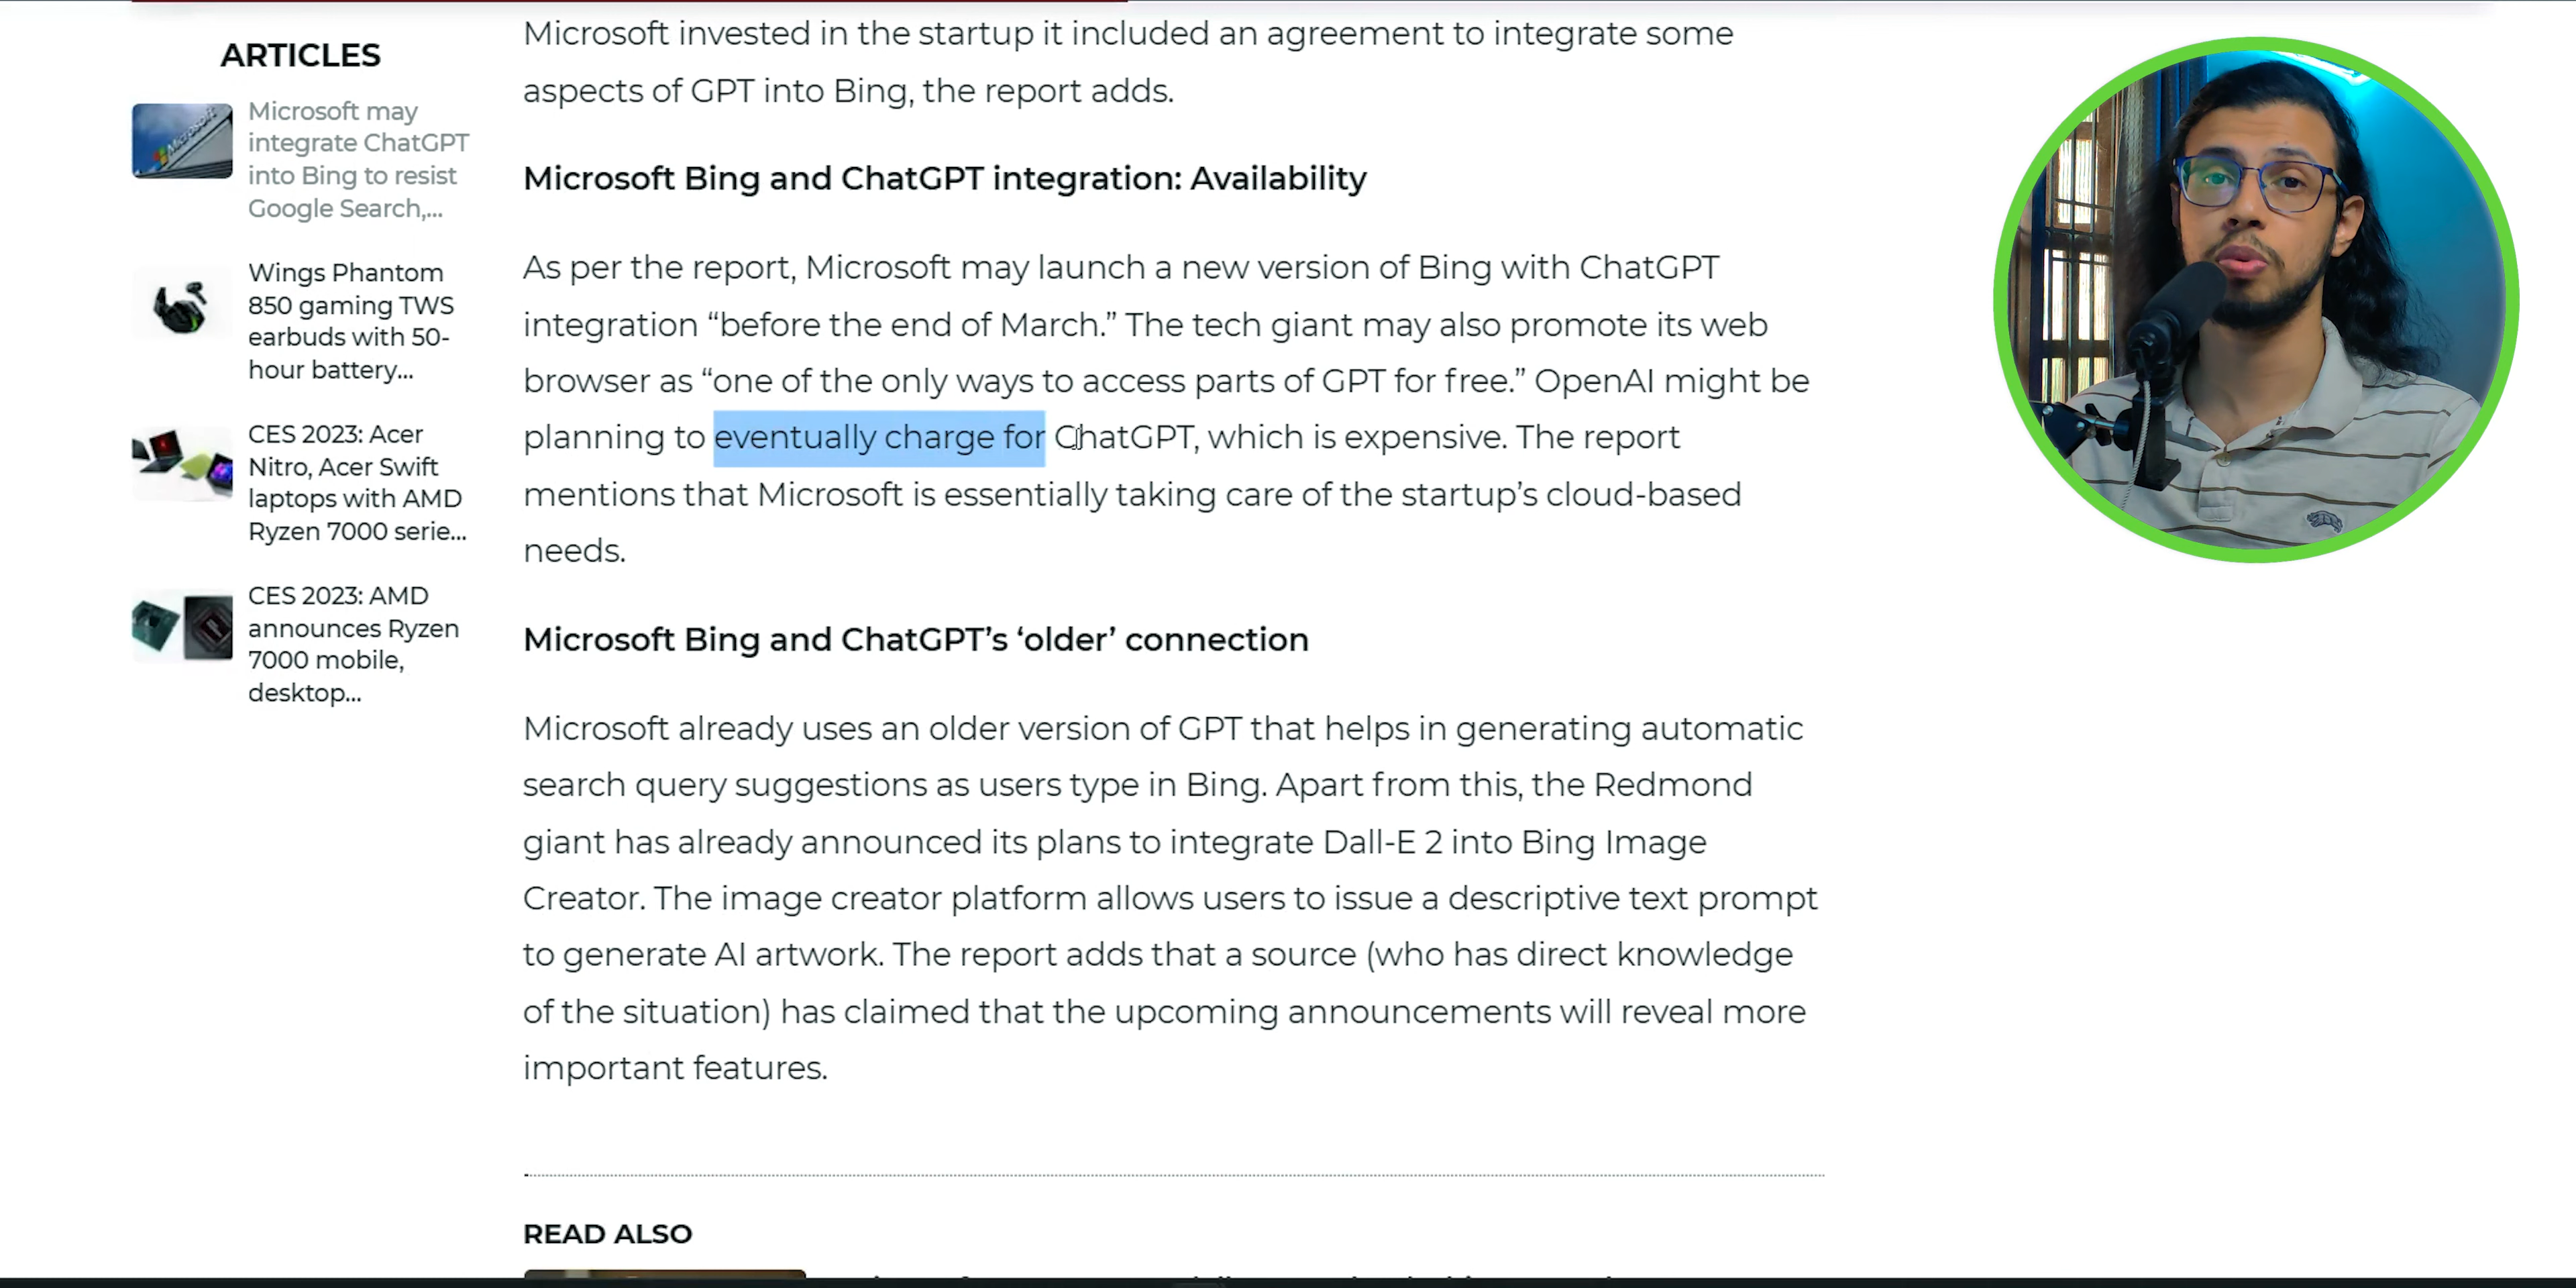 ARTICLES
Microsoft may
integrate ChatGPT
into Bing to resist
Google Search,...
Wings Phantom
850 gaming TWS
earbuds with 50-
hour battery...
CES 2023: Acer
Nitro, Acer Swift
laptops with AMD
Ryzen 7000 serie...
CES 2023: AMD
announces Ryzen
7000 mobile,
desktop...
Microsoft invested in the startup it included an agreement to integrate some
aspects of GPT into Bing, the report adds.
Microsoft Bing and ChatGPT integration: Availability
As per the report, Microsoft may launch a new version of Bing with ChatGPT
integration “before the end of March.” The tech giant may also promote its web
browser as “one of the only ways to access parts of GPT for free.” OpenAI might be
planning to eventually charge for ChatGPT, which is expensive. The report
mentions that Microsoft is essentially taking care of the startup’s cloud-based
needs.
Microsoft Bing and ChatGPT’s ‘older’ connection
Microsoft already uses an older version of GPT that helps in generating automatic
search query suggestions as users type in Bing. Apart from this, the Redmond
giant has already announced its plans to integrate Dall-E 2 into Bing Image
Creator. The image creator platform allows users to issue a descriptive text prompt
to generate AI artwork. The report adds that a source (who has direct knowledge
of the situation) has claimed that the upcoming announcements will reveal more
important features.
READ ALSO
Microsoft